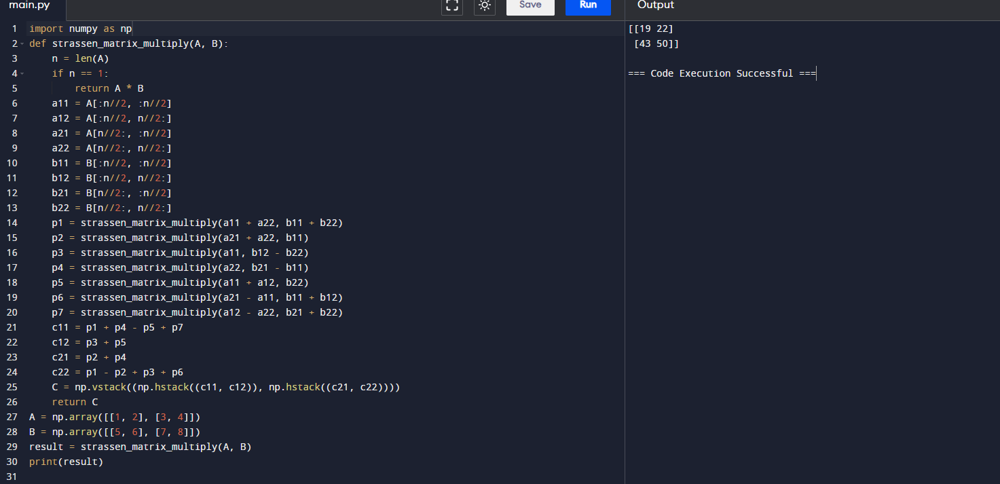 main.py
Save
Run
Output
1 import numpy as np
2 def strassen_matrix_multiply(A, B):
3     n = len(A)
4     if n == 1:
5         return A * B
6     a11 = A[:n//2, :n//2]
7     a12 = A[:n//2, n//2:]
8     a21 = A[n//2:, :n//2]
9     a22 = A[n//2:, n//2:]
10     b11 = B[:n//2, :n//2]
11     b12 = B[:n//2, n//2:]
12     b21 = B[n//2:, :n//2]
13     b22 = B[n//2:, n//2:]
14     p1 = strassen_matrix_multiply(a11 + a22, b11 + b22)
15     p2 = strassen_matrix_multiply(a21 + a22, b11)
16     p3 = strassen_matrix_multiply(a11, b12 - b22)
17     p4 = strassen_matrix_multiply(a22, b21 - b11)
18     p5 = strassen_matrix_multiply(a11 + a12, b22)
19     p6 = strassen_matrix_multiply(a21 - a11, b11 + b12)
20     p7 = strassen_matrix_multiply(a12 - a22, b21 + b22)
21     c11 = p1 + p4 - p5 + p7
22     c12 = p3 + p5
23     c21 = p2 + p4
24     c22 = p1 - p2 + p3 + p6
25     C = np.vstack((np.hstack((c11, c12)), np.hstack((c21, c22))))
26     return C
27 A = np.array([[1, 2], [3, 4]])
28 B = np.array([[5, 6], [7, 8]])
29 result = strassen_matrix_multiply(A, B)
30 print(result)
31
[[19 22]
 [43 50]]
=== Code Execution Successful ===